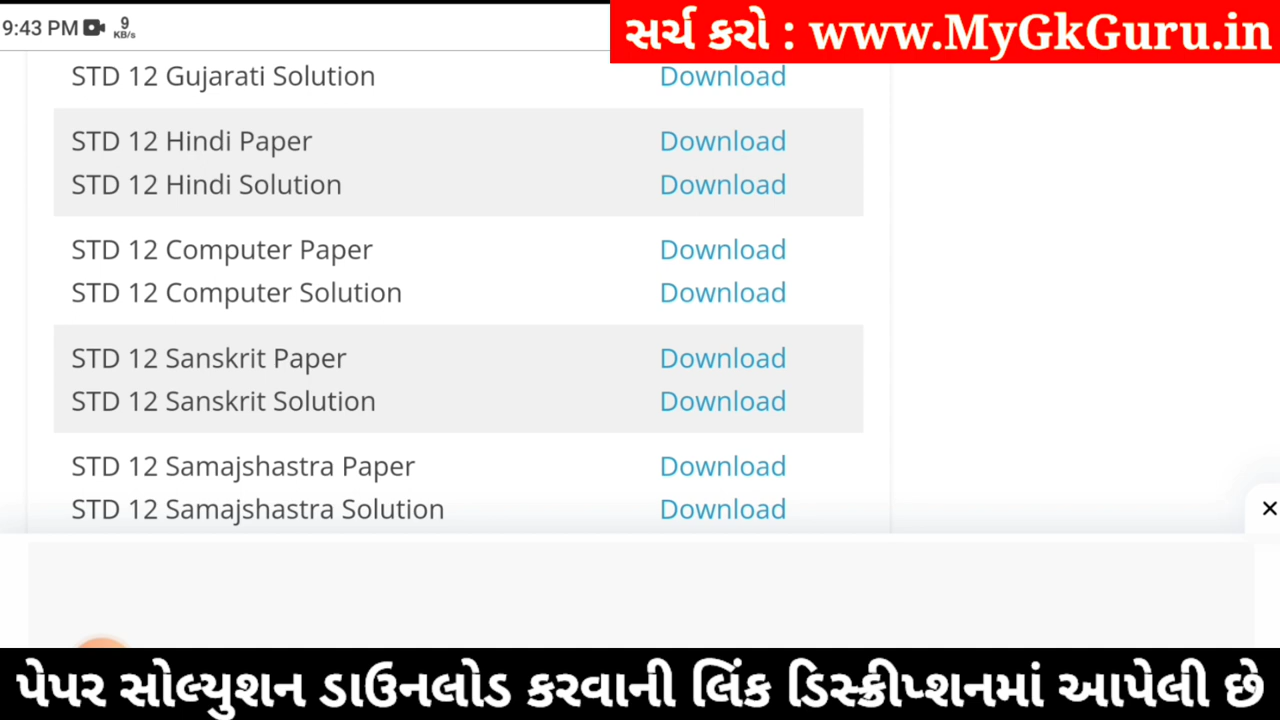 9:43 PM 9 KB/s
સર્ચ કરો : www.MyGkGuru.in
STD 12 Gujarati Solution Download
STD 12 Hindi Paper Download
STD 12 Hindi Solution Download
STD 12 Computer Paper Download
STD 12 Computer Solution Download
STD 12 Sanskrit Paper Download
STD 12 Sanskrit Solution Download
STD 12 Samajshastra Paper Download
STD 12 Samajshastra Solution Download
પેપર સોલ્યુશન ડાઉનલોડ કરવાની લિંક ડિસ્ક્રીપ્શનમાં આપેલી છે